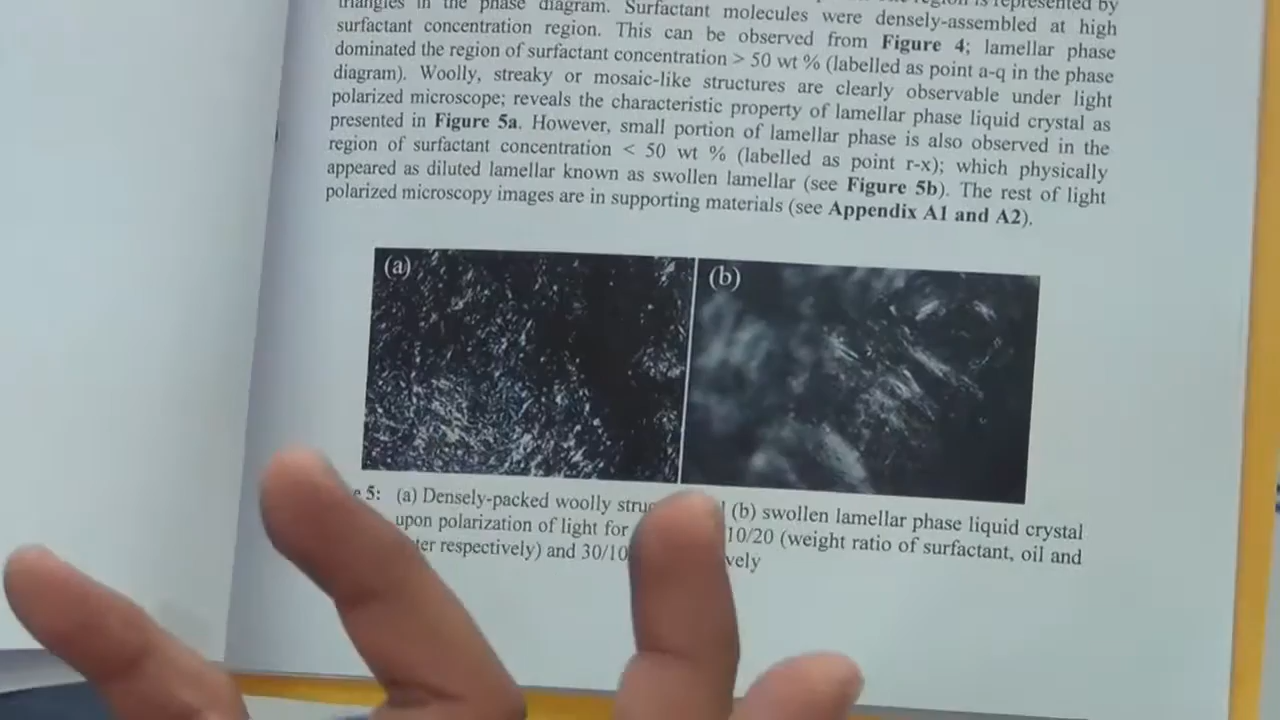 triangles in the phase diagram. Surfactant molecules were densely-assembled at high
surfactant concentration region. This can be observed from Figure 4; lamellar phase
dominated the region of surfactant concentration > 50 wt % (labelled as point a-q in the phase
diagram). Woolly, streaky or mosaic-like structures are clearly observable under light
polarized microscope; reveals the characteristic property of lamellar phase liquid crystal as
presented in Figure 5a. However, small portion of lamellar phase is also observed in the
region of surfactant concentration < 50 wt % (labelled as point r-x); which physically
appeared as diluted lamellar known as swollen lamellar (see Figure 5b). The rest of light
polarized microscopy images are in supporting materials (see Appendix A1 and A2).
(a) (b)
5: (a) Densely-packed woolly (b) swollen lamellar phase liquid crystal
upon polarization of light for 10/20 (weight ratio of surfactant, oil and
respectively) and 30/10